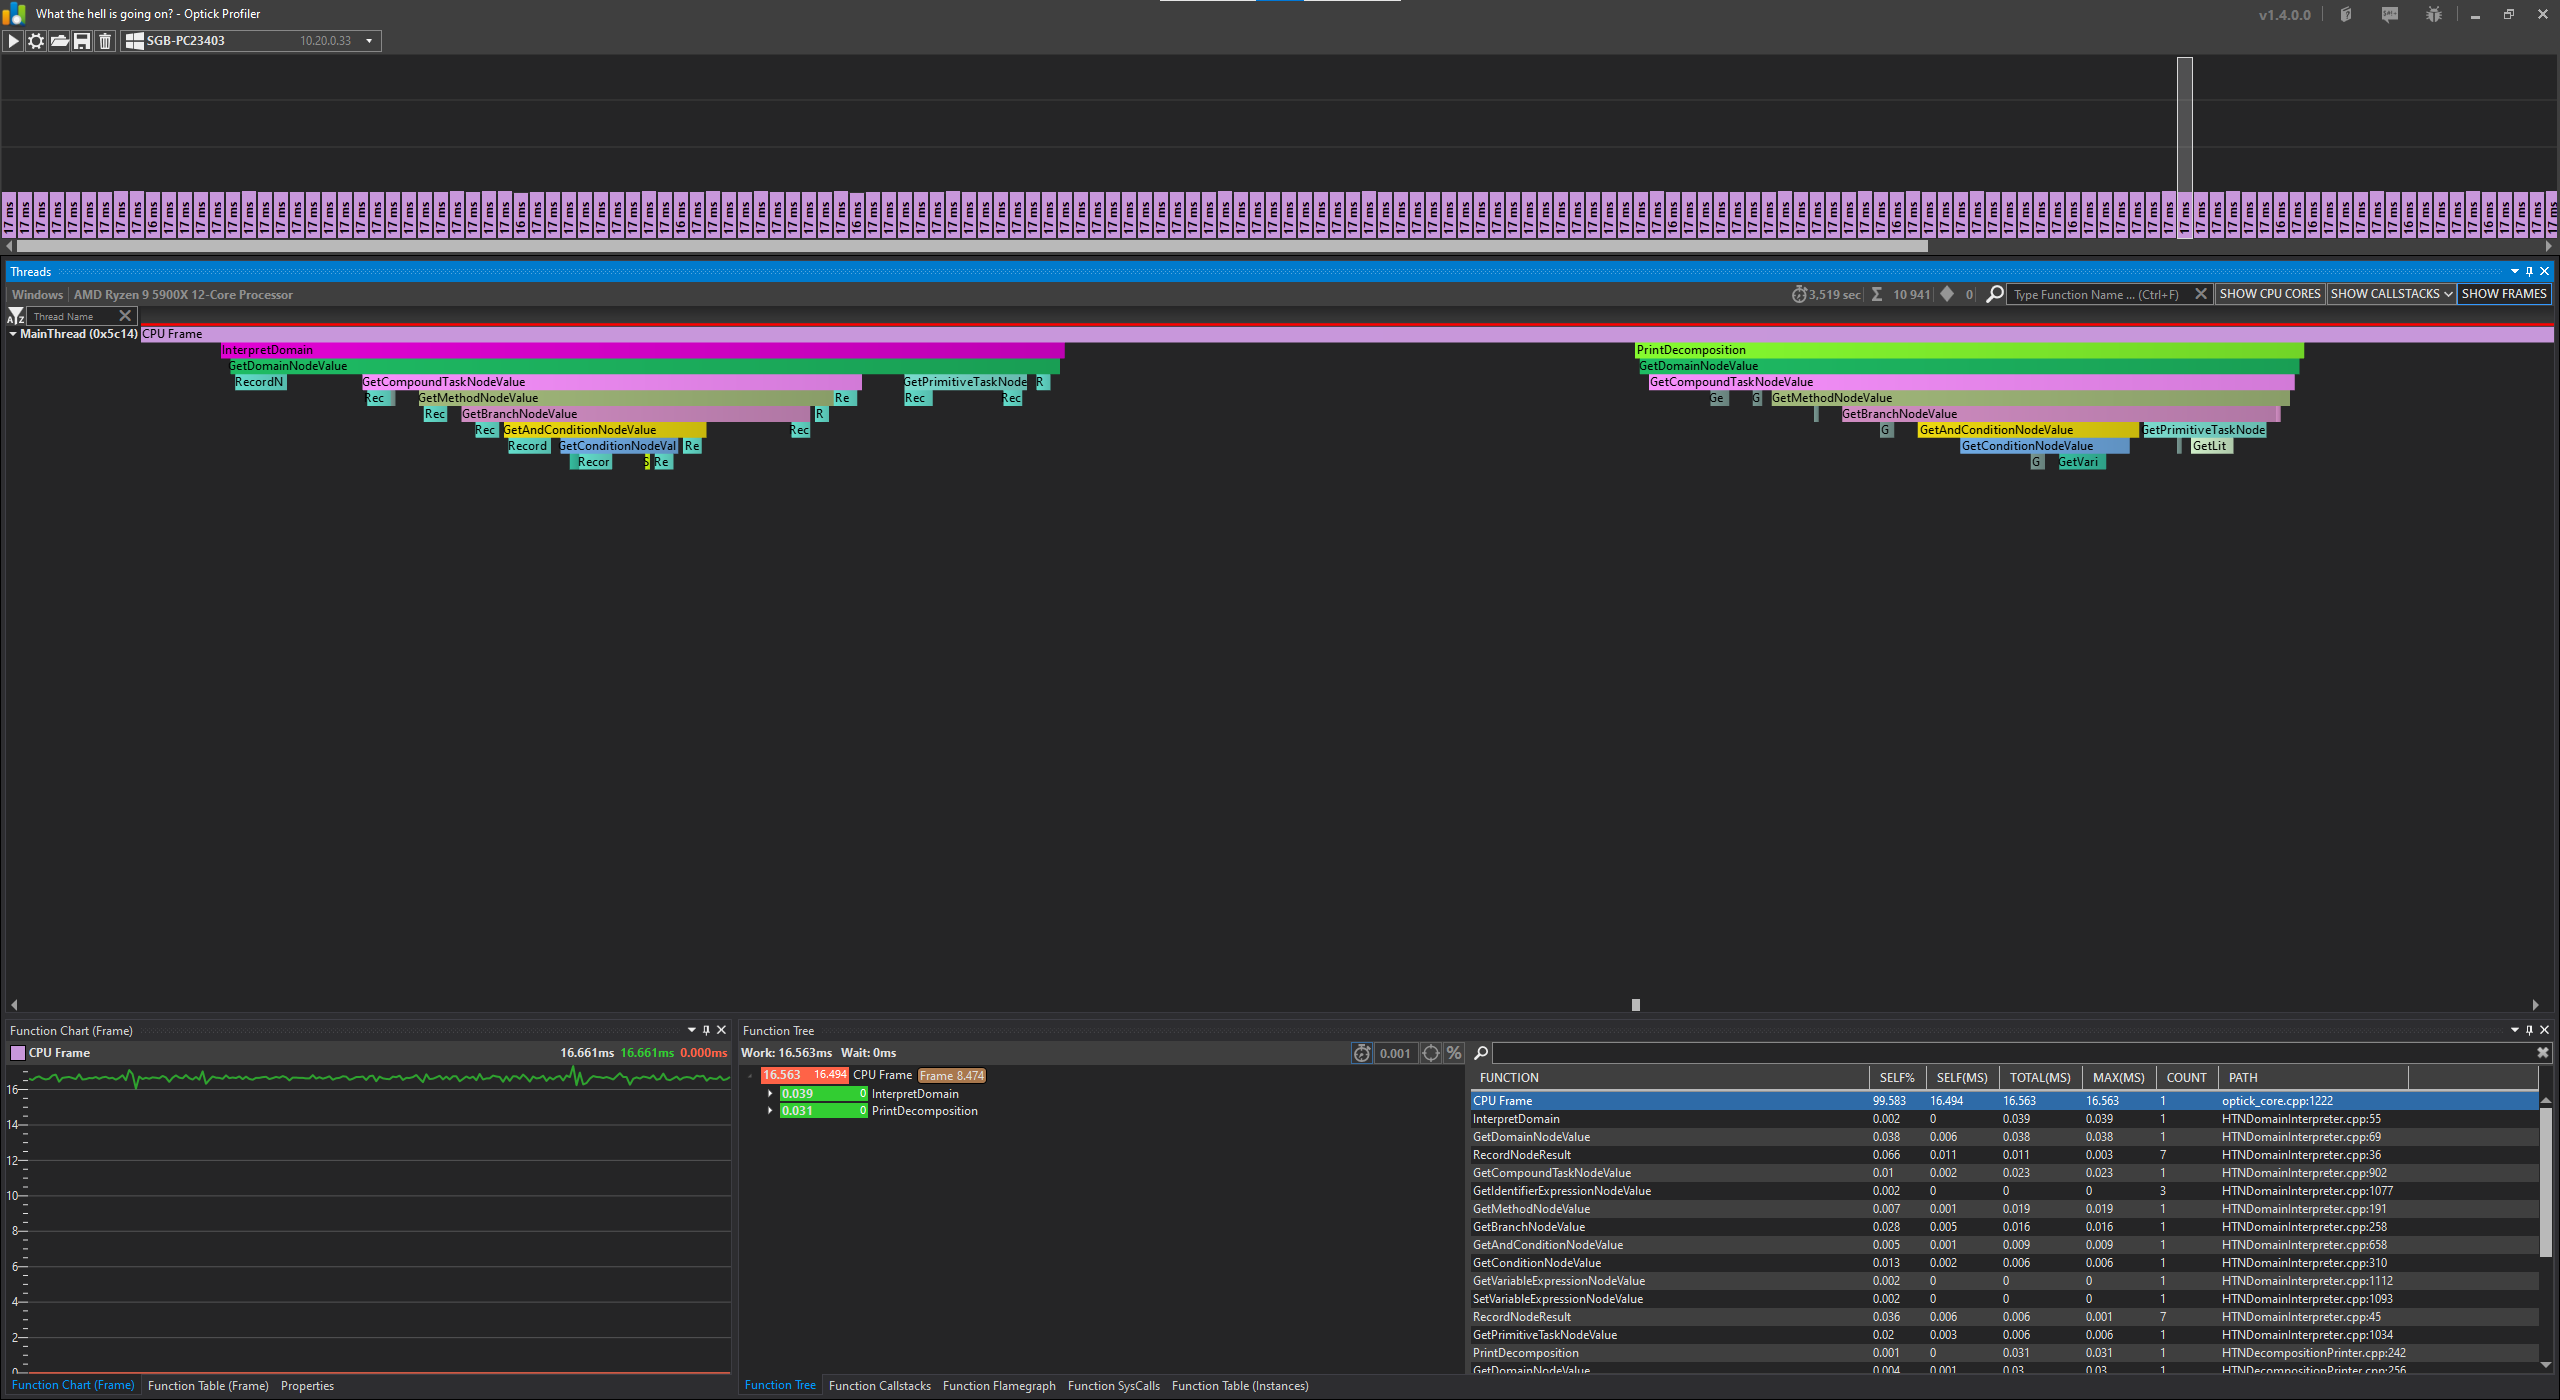 What the hell is going on? - Optick Profiler
v1.4.0.0
SGB-PC23403 10.20.0.33
Threads
Windows AMD Ryzen 9 5900X 12-Core Processor
3,519 sec Σ 10 941 0 Type Function Name ... (Ctrl+F) SHOW CPU CORES SHOW CALLSTACKS SHOW FRAMES
Thread Name
MainThread (0x5c14) CPU Frame
InterpretDomain PrintDecomposition
GetDomainNodeValue GetDomainNodeValue
RecordN GetCompoundTaskNodeValue GetPrimitiveTaskNode R GetCompoundTaskNodeValue
Rec GetMethodNodeValue Re Rec Rec Ge G GetMethodNodeValue
Rec GetBranchNodeValue R GetBranchNodeValue
Rec GetAndConditionNodeValue Rec G GetAndConditionNodeValue GetPrimitiveTaskNode
Record GetConditionNodeVal Re GetConditionNodeValue GetLit
Recor S Re G GetVari
Function Chart (Frame)
CPU Frame 16.661ms 16.661ms 0.000ms
16
14
12
10
8
6
4
2
0
Function Chart (Frame) Function Table (Frame) Properties
Function Tree
Work: 16.563ms Wait: 0ms 0.001 %
16.563 16.494 CPU Frame Frame 8.474
0.039 0 InterpretDomain
0.031 0 PrintDecomposition
FUNCTION SELF% SELF(MS) TOTAL(MS) MAX(MS) COUNT PATH
CPU Frame 99.583 16.494 16.563 16.563 1 optick_core.cpp:1222
InterpretDomain 0.002 0 0.039 0.039 1 HTNDomainInterpreter.cpp:55
GetDomainNodeValue 0.038 0.006 0.038 0.038 1 HTNDomainInterpreter.cpp:69
RecordNodeResult 0.066 0.011 0.011 0.003 7 HTNDomainInterpreter.cpp:36
GetCompoundTaskNodeValue 0.01 0.002 0.023 0.023 1 HTNDomainInterpreter.cpp:902
GetIdentifierExpressionNodeValue 0.002 0 0 0 3 HTNDomainInterpreter.cpp:1077
GetMethodNodeValue 0.007 0.001 0.019 0.019 1 HTNDomainInterpreter.cpp:191
GetBranchNodeValue 0.028 0.005 0.016 0.016 1 HTNDomainInterpreter.cpp:258
GetAndConditionNodeValue 0.005 0.001 0.009 0.009 1 HTNDomainInterpreter.cpp:658
GetConditionNodeValue 0.013 0.002 0.006 0.006 1 HTNDomainInterpreter.cpp:310
GetVariableExpressionNodeValue 0.002 0 0 0 1 HTNDomainInterpreter.cpp:1112
SetVariableExpressionNodeValue 0.002 0 0 0 1 HTNDomainInterpreter.cpp:1093
RecordNodeResult 0.036 0.006 0.006 0.001 7 HTNDomainInterpreter.cpp:45
GetPrimitiveTaskNodeValue 0.02 0.003 0.006 0.006 1 HTNDomainInterpreter.cpp:1034
PrintDecomposition 0.001 0 0.031 0.031 1 HTNDecompositionPrinter.cpp:242
GetDomainNodeValue 0.004 0.001 0.03 0.03 1 HTNDecompositionPrinter.cpp:256
Function Tree Function Callstacks Function Flamegraph Function SysCalls Function Table (Instances)